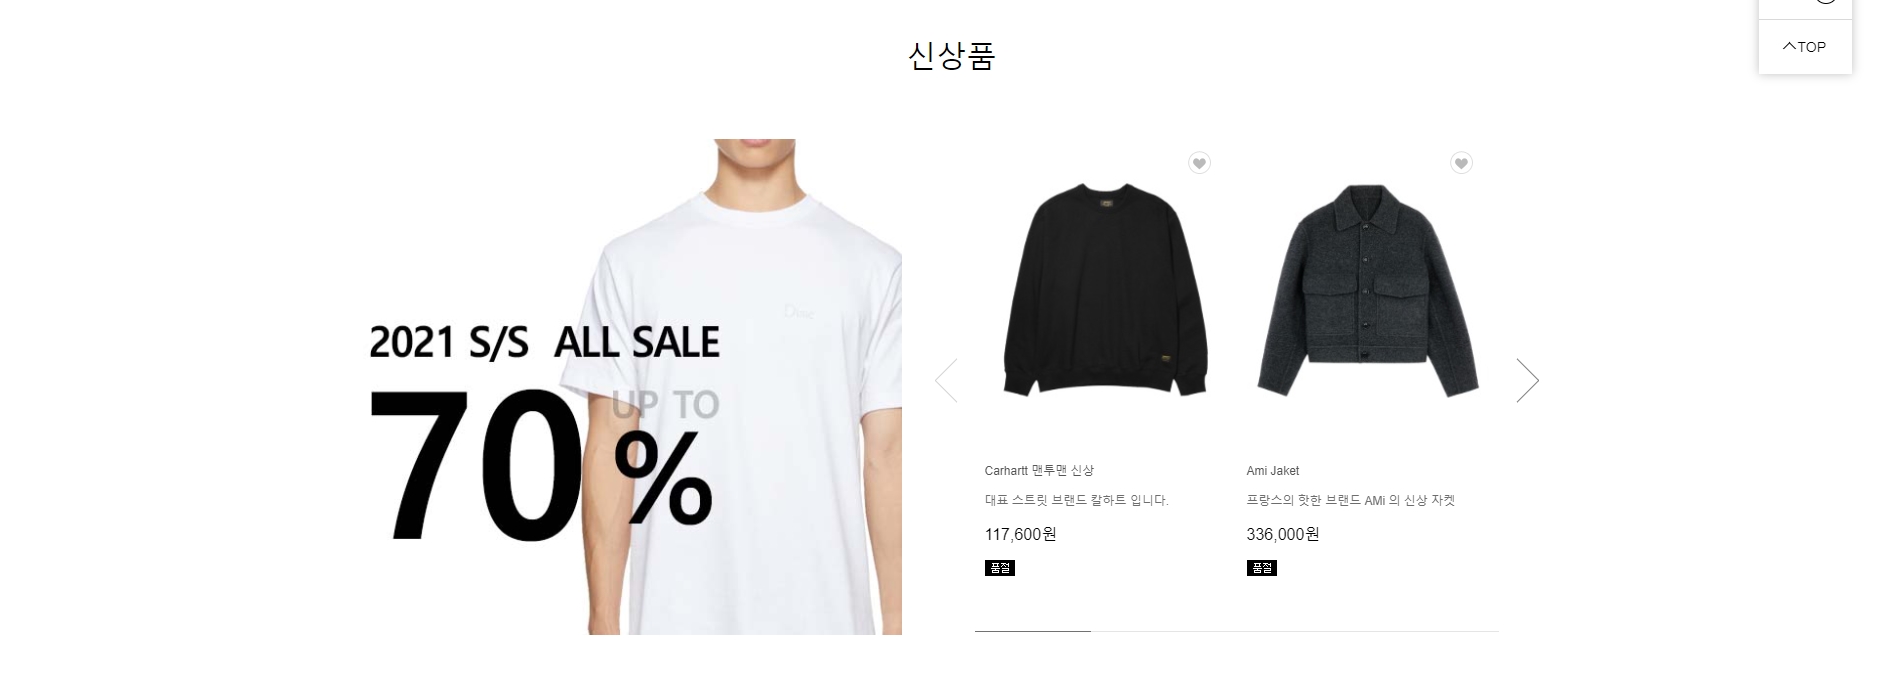 신상품
TOP
2021 S/S ALL SALE
70 UP TO %
Carhartt 맨투맨 신상
대표 스트릿 브랜드 칼하트 입니다.
117,600원
품절
Ami Jaket
프랑스의 핫한 브랜드 AMi 의 신상 자켓
336,000원
품절